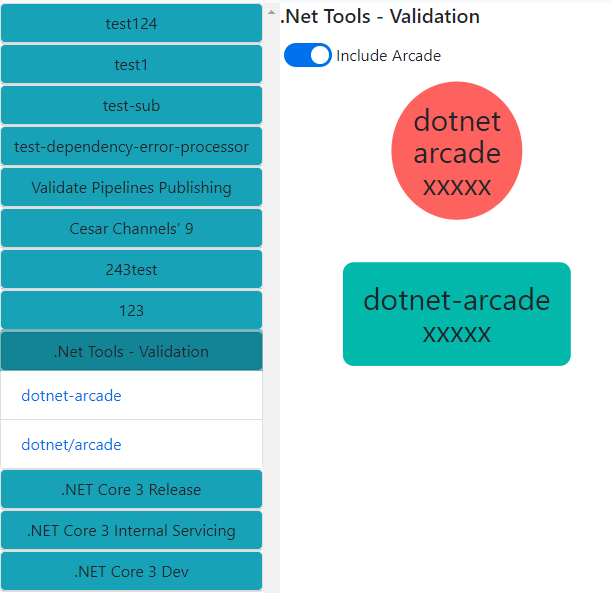 test124
test1
test-sub
test-dependency-error-processor
Validate Pipelines Publishing
Cesar Channels' 9
243test
123
.Net Tools - Validation
dotnet-arcade
dotnet/arcade
.NET Core 3 Release
.NET Core 3 Internal Servicing
.NET Core 3 Dev
.Net Tools - Validation
Include Arcade
dotnet
arcade
xxxxx
dotnet-arcade
xxxxx